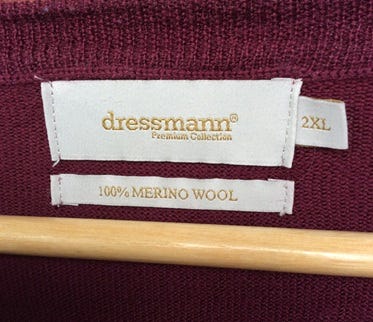 dressmann®
Premium Collection
2XL
100% MERINO WOOL